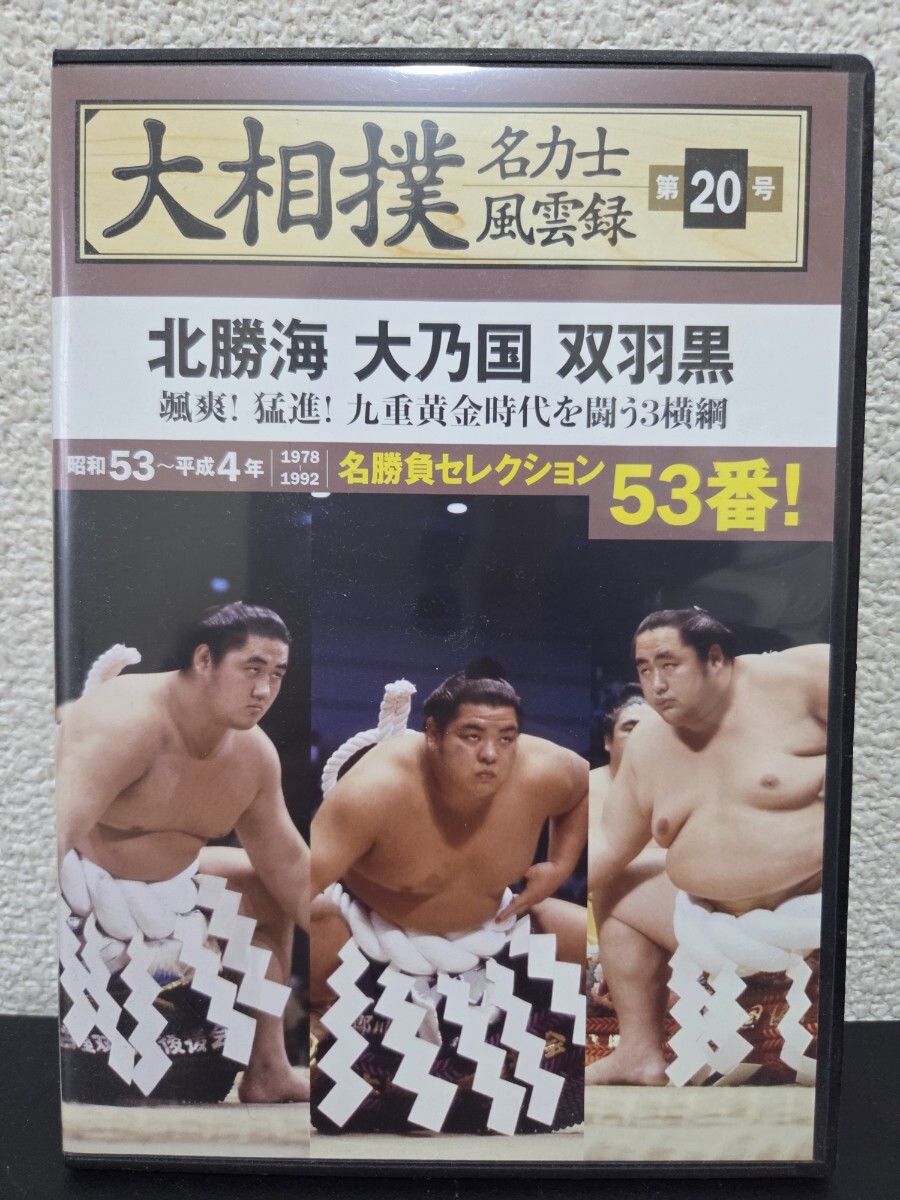 大相撲
名力士
風雲録
第20号
北勝海 大乃国 双羽黒
颯爽！猛進！九重黄金時代を闘う3横綱
昭和53～平成4年
1978
1992
名勝負セレクション
53番！